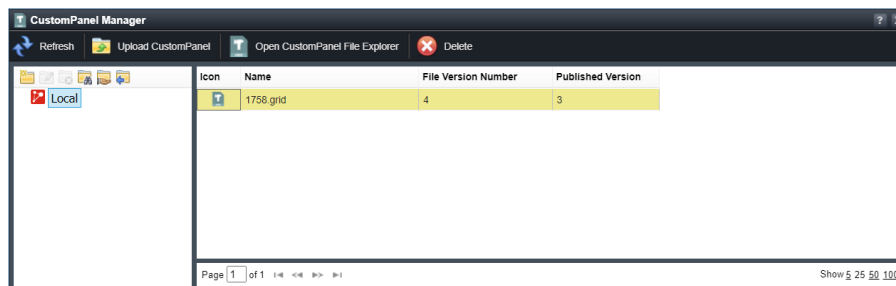 CustomPanel Manager ?
Refresh Upload CustomPanel Open CustomPanel File Explorer Delete
Icon Name File Version Number Published Version
Local
1758.grid 4 3
Page 1 of 1 Show 5 25 50 100